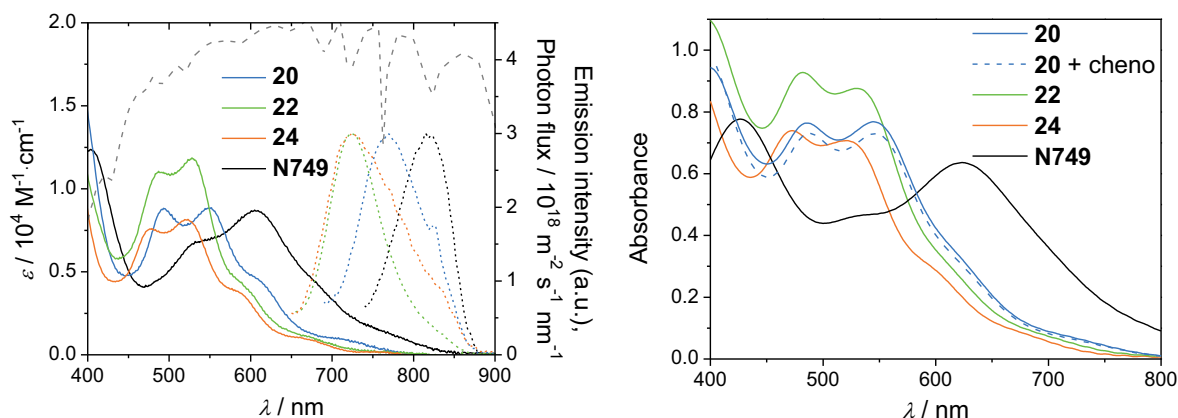 2.0
1.5
1.0
0.5
0.0
ε / 10⁴ M⁻¹·cm⁻¹
20
22
24
N749
4
3
2
1
0
Emission intensity (a.u.),
Photon flux / 10¹⁸ m⁻² s⁻¹ nm⁻¹
400 500 600 700 800 900
λ / nm
1.0
0.8
0.6
0.4
0.2
0.0
Absorbance
20
20 + cheno
22
24
N749
400 500 600 700 800
λ / nm